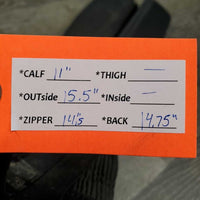 *CALF 11" *THIGH —
*OUTside 15.5" *INside —
*ZIPPER 14.5 *BACK 14.75"